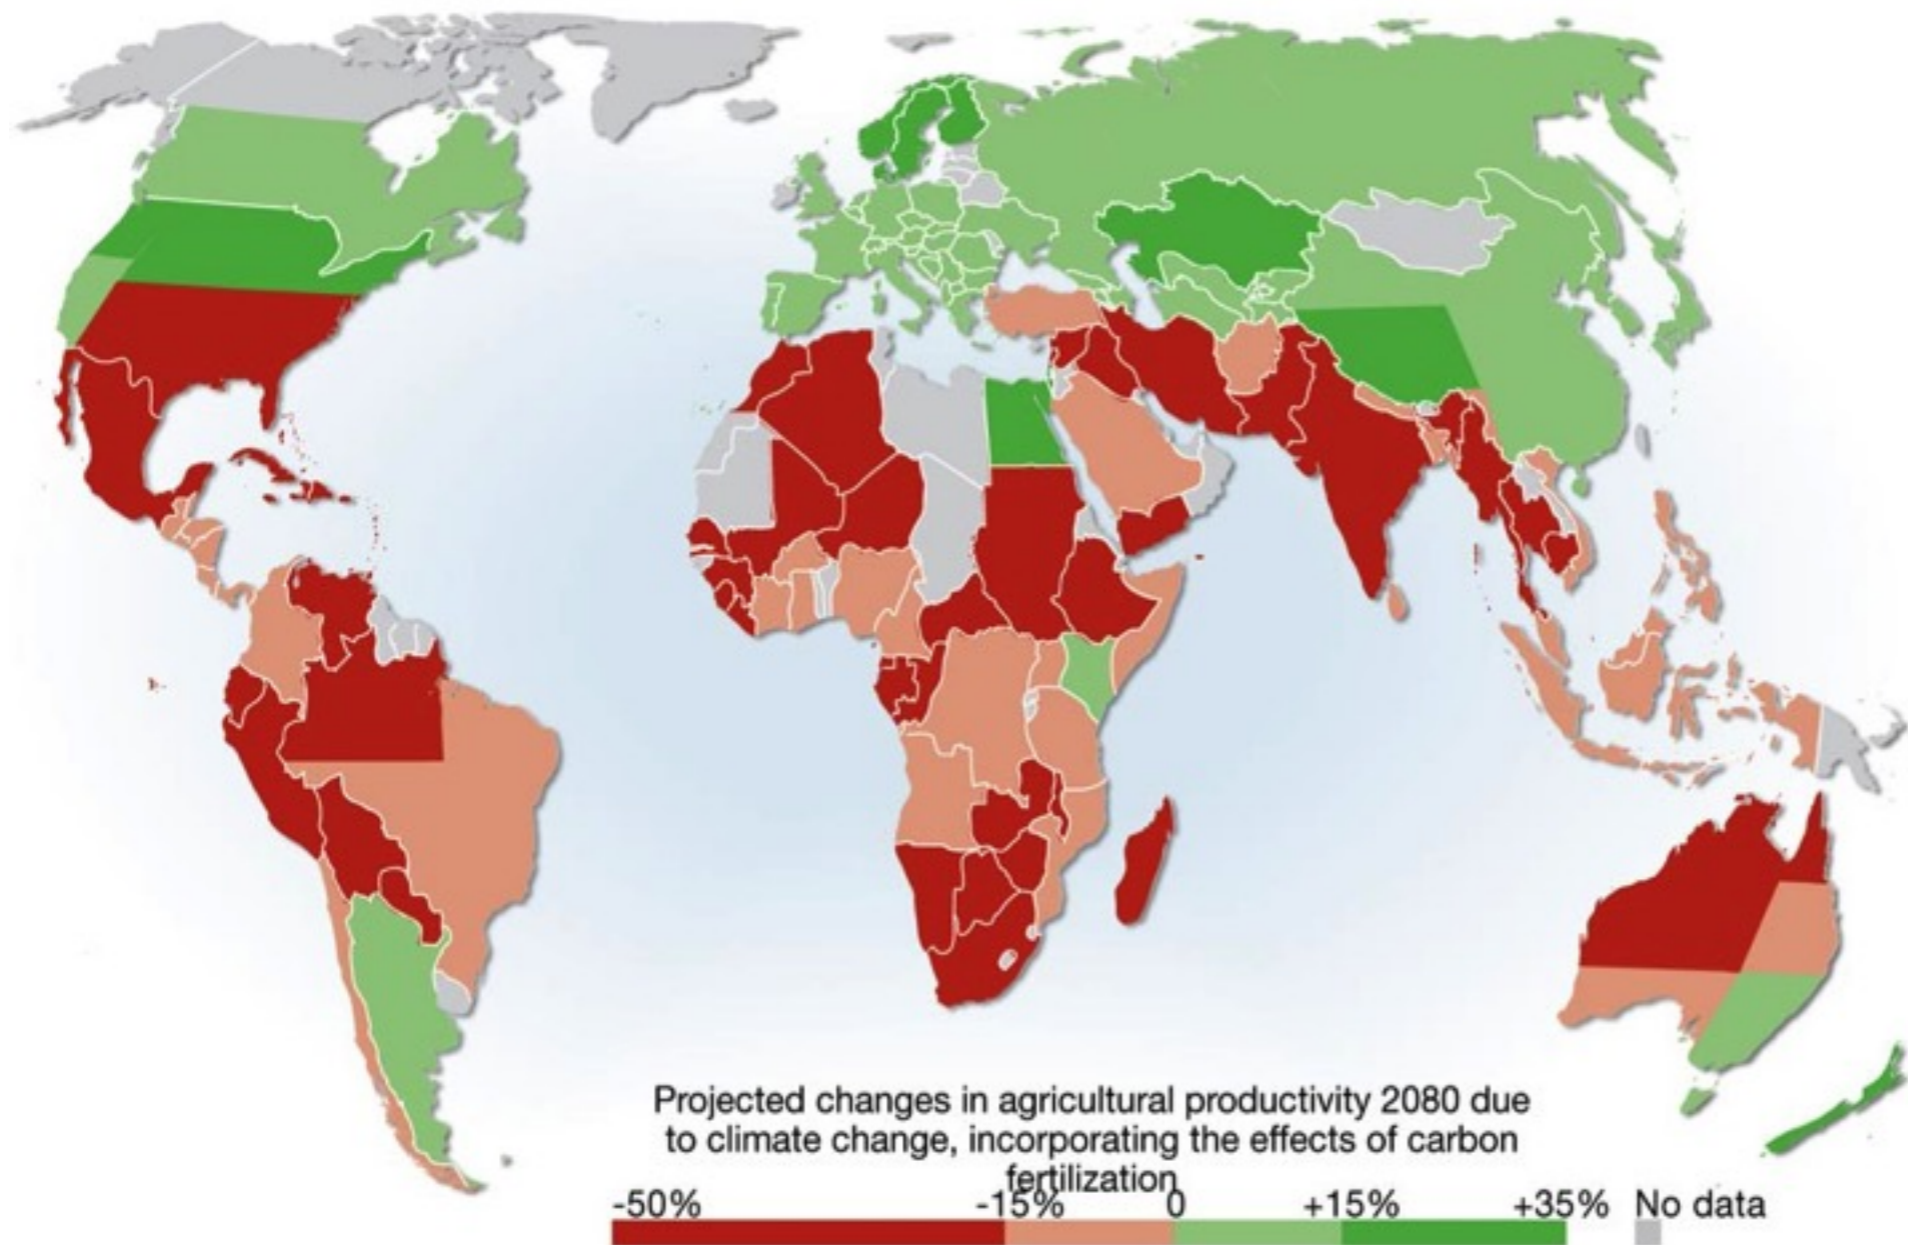 Projected changes in agricultural productivity 2080 due
to climate change, incorporating the effects of carbon
fertilization
-50% -15% 0 +15% +35% No data